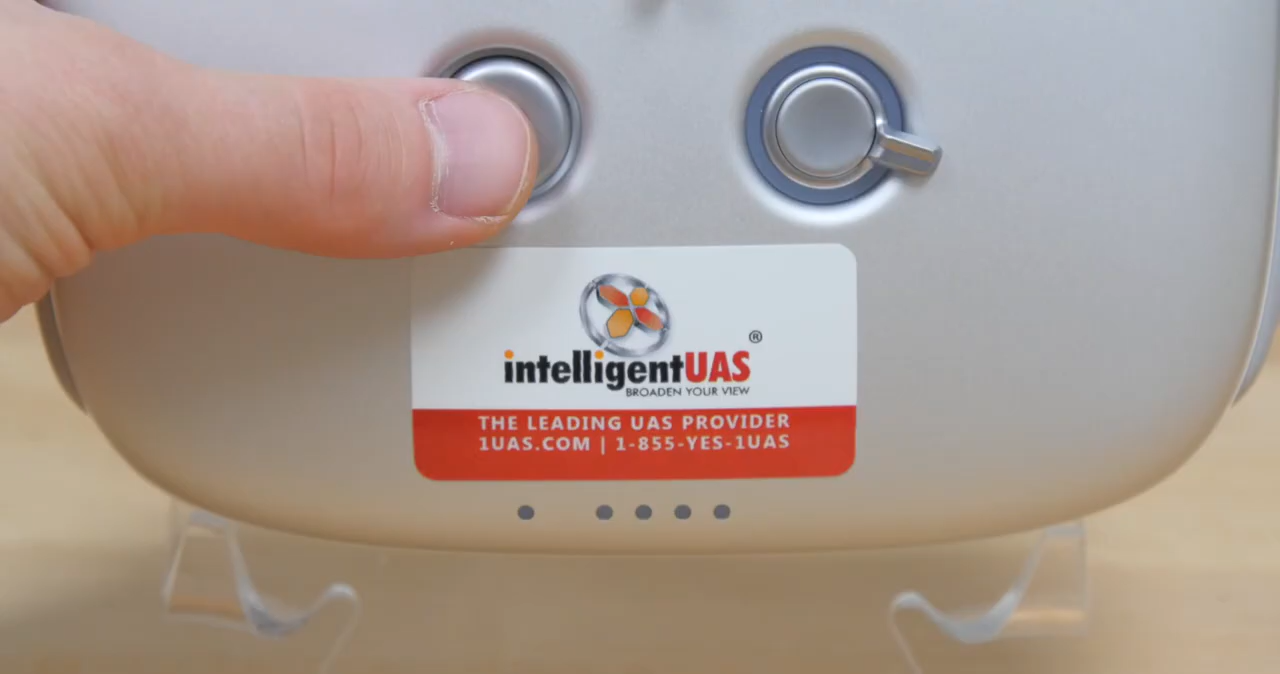 intelligentUAS®
BROADEN YOUR VIEW
THE LEADING UAS PROVIDER
1UAS.COM | 1-855-YES-1UAS